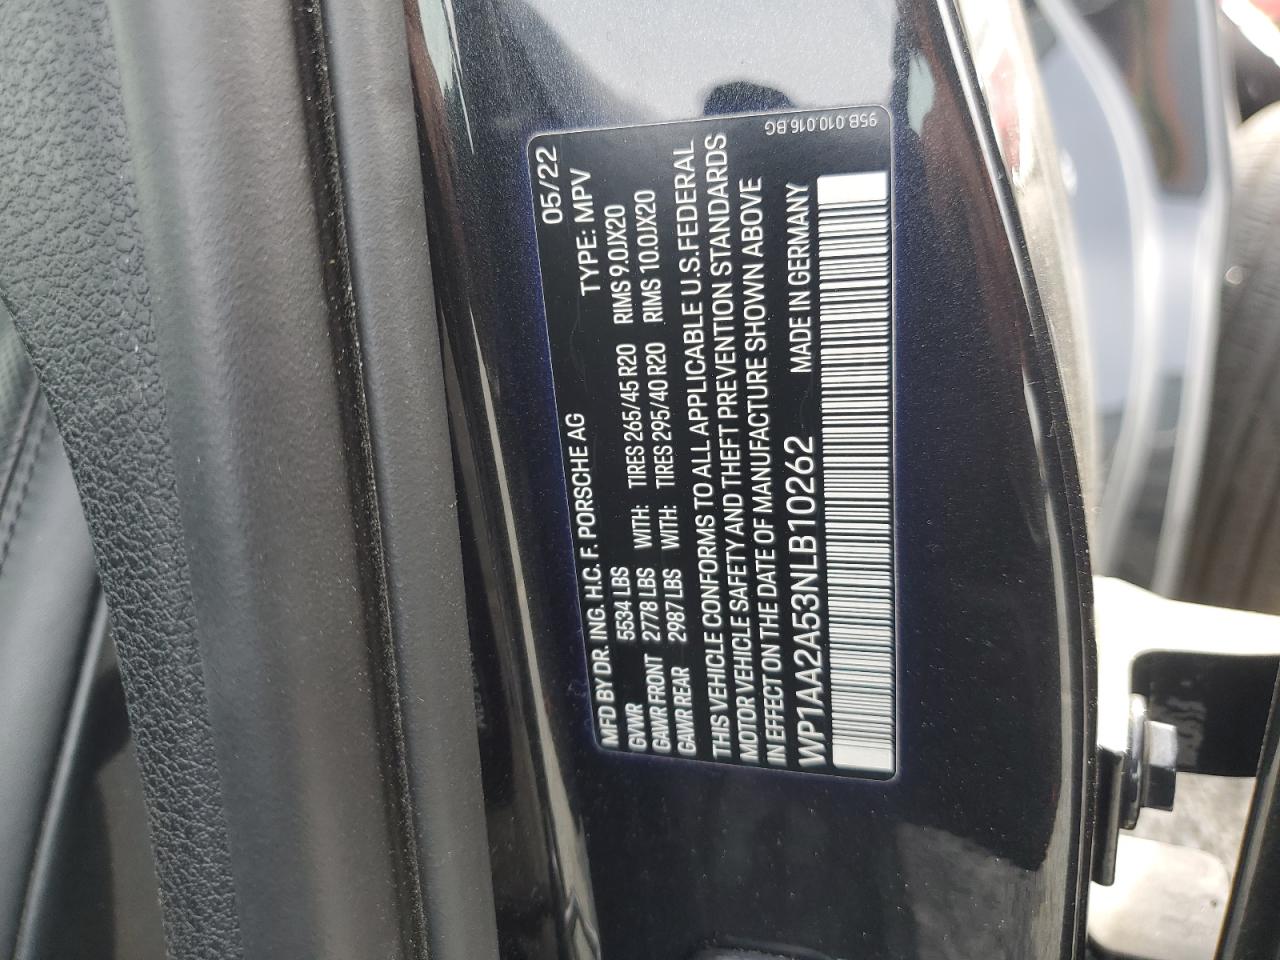 05/22
MFD BY DR. ING. H.C. F. PORSCHE AG TYPE: MPV
GVWR 5534 LBS
GAWR FRONT 2778 LBS WITH: TIRES 265/45 R20 RIMS 9.0JX20
GAWR REAR 2987 LBS WITH: TIRES 295/40 R20 RIMS 10.0JX20
THIS VEHICLE CONFORMS TO ALL APPLICABLE U.S. FEDERAL
MOTOR VEHICLE SAFETY AND THEFT PREVENTION STANDARDS
IN EFFECT ON THE DATE OF MANUFACTURE SHOWN ABOVE
WP1AA2A53NLB10262 MADE IN GERMANY
95B.010.016.BG